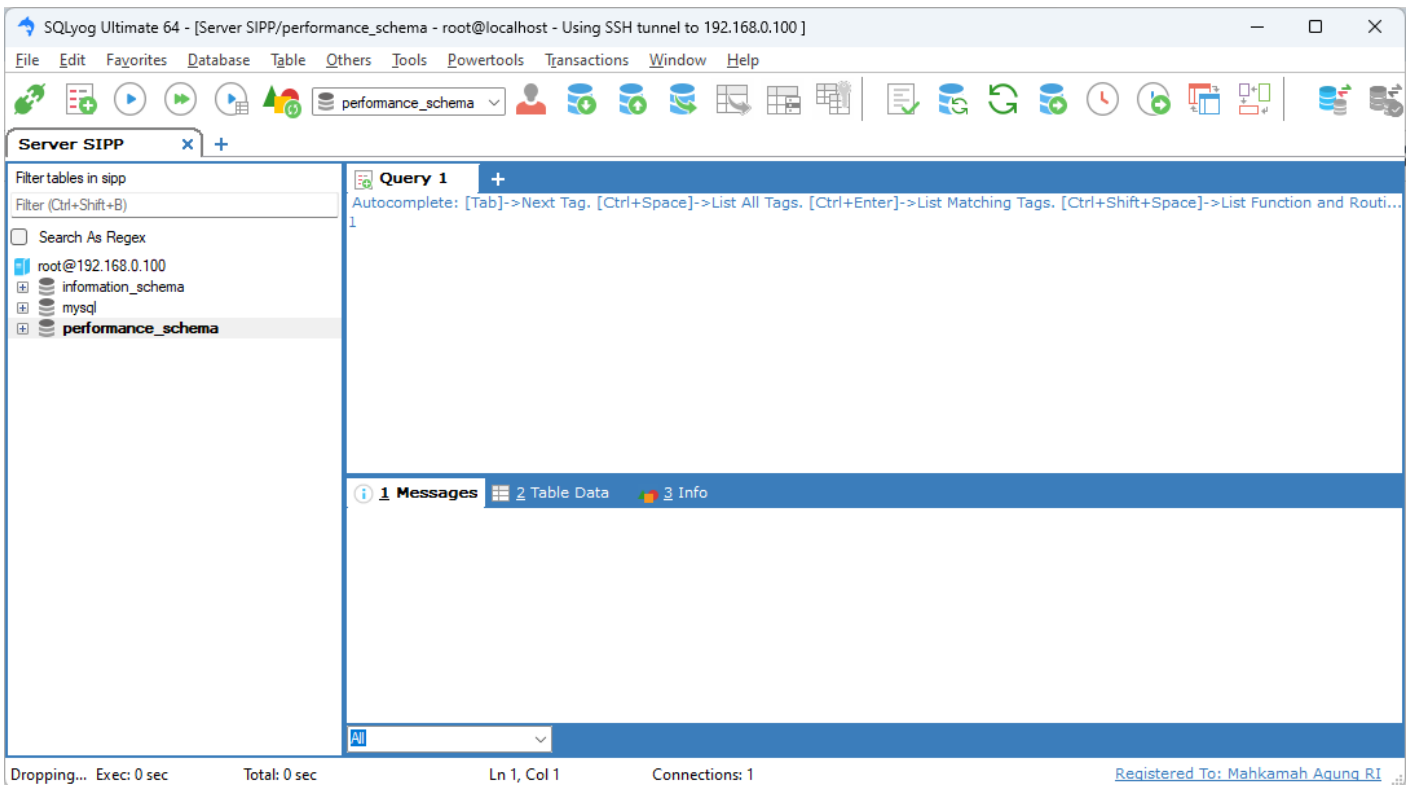 SQLyog Ultimate 64 - [Server SIPP/performance_schema - root@localhost - Using SSH tunnel to 192.168.0.100 ]
File Edit Favorites Database Table Others Tools Powertools Transactions Window Help
performance_schema
Server SIPP x +
Filter tables in sipp
Filter (Ctrl+Shift+B)
Search As Regex
root@192.168.0.100
information_schema
mysql
performance_schema
Query 1 +
Autocomplete: [Tab]->Next Tag. [Ctrl+Space]->List All Tags. [Ctrl+Enter]->List Matching Tags. [Ctrl+Shift+Space]->List Function and Routi...
1
1 Messages 2 Table Data 3 Info
All
Dropping... Exec: 0 sec Total: 0 sec Ln 1, Col 1 Connections: 1 Registered To: Mahkamah Agung RI